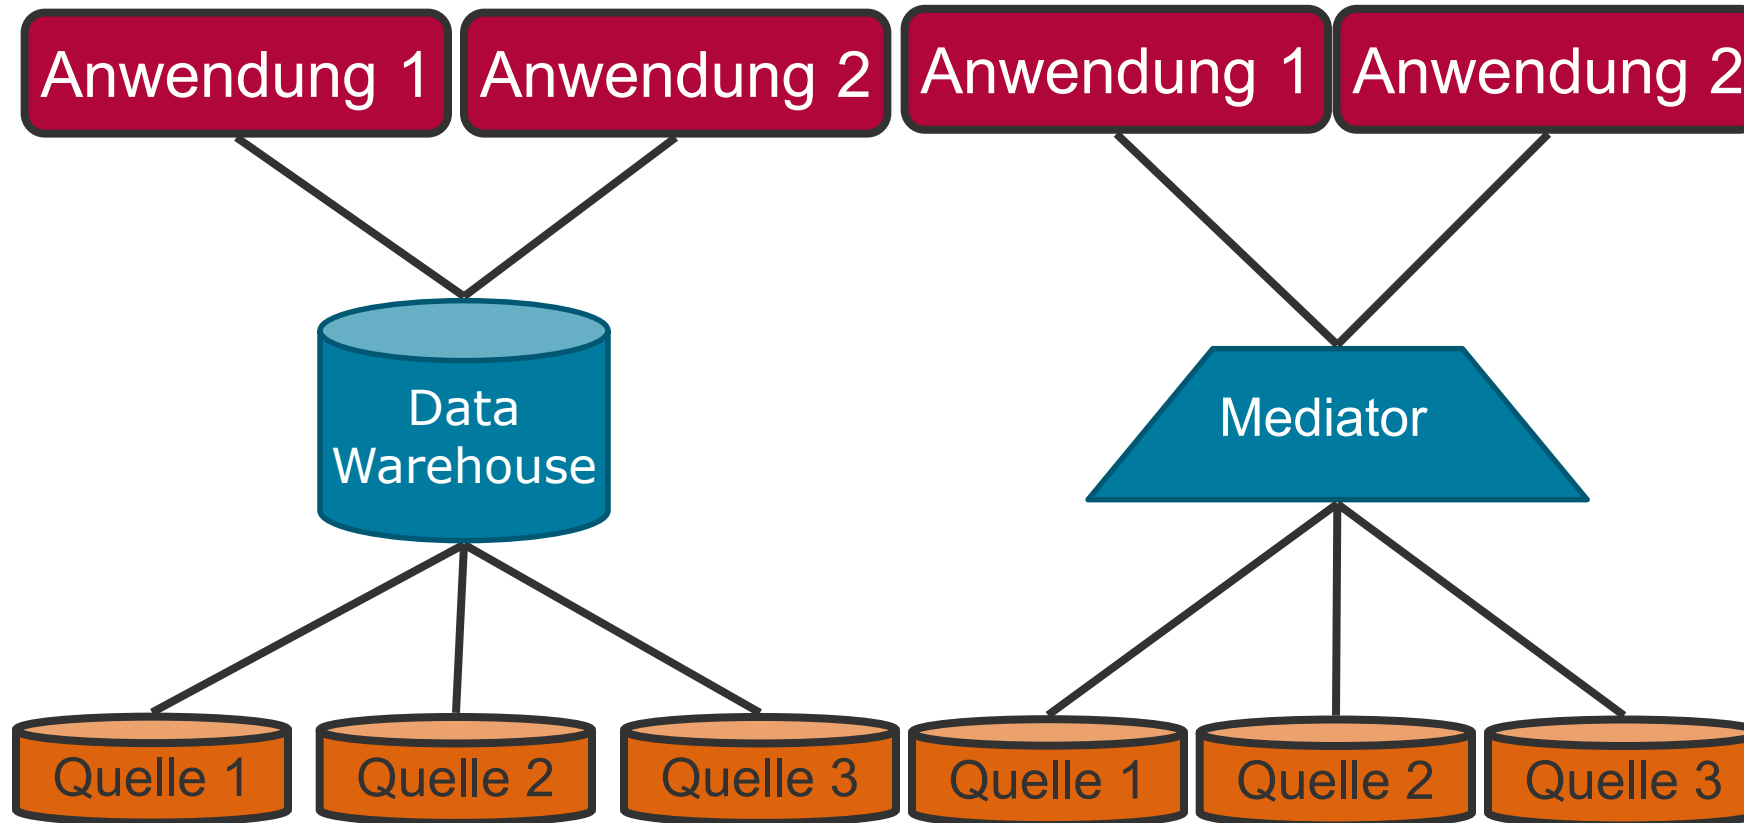 Anwendung 1
Anwendung 2
Anwendung 1
Anwendung 2
Data
Warehouse
Mediator
Quelle 1
Quelle 2
Quelle 3
Quelle 1
Quelle 2
Quelle 3